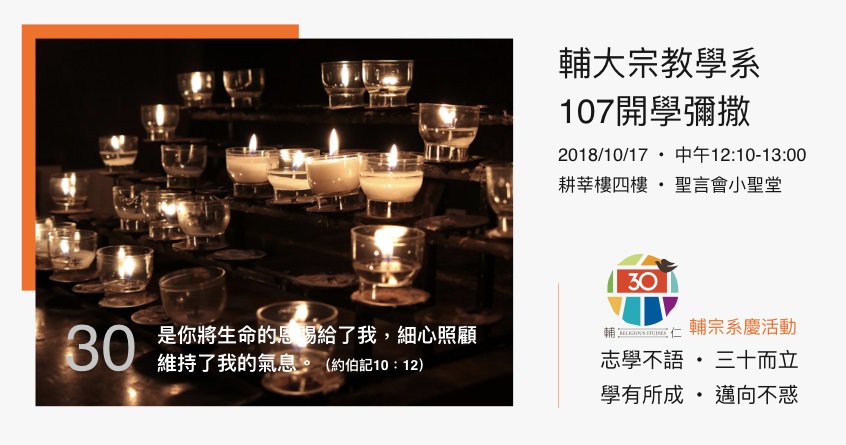 輔大宗教學系
107開學彌撒
2018/10/17 · 中午12:10-13:00
耕莘樓四樓 · 聖言會小聖堂
30
是你將生命的恩賜給了我，細心照顧
維持了我的氣息。（約伯記10：12）
30
輔 RELIGIOUS STUDIES 仁
輔宗系慶活動
志學不語 · 三十而立
學有所成 · 邁向不惑